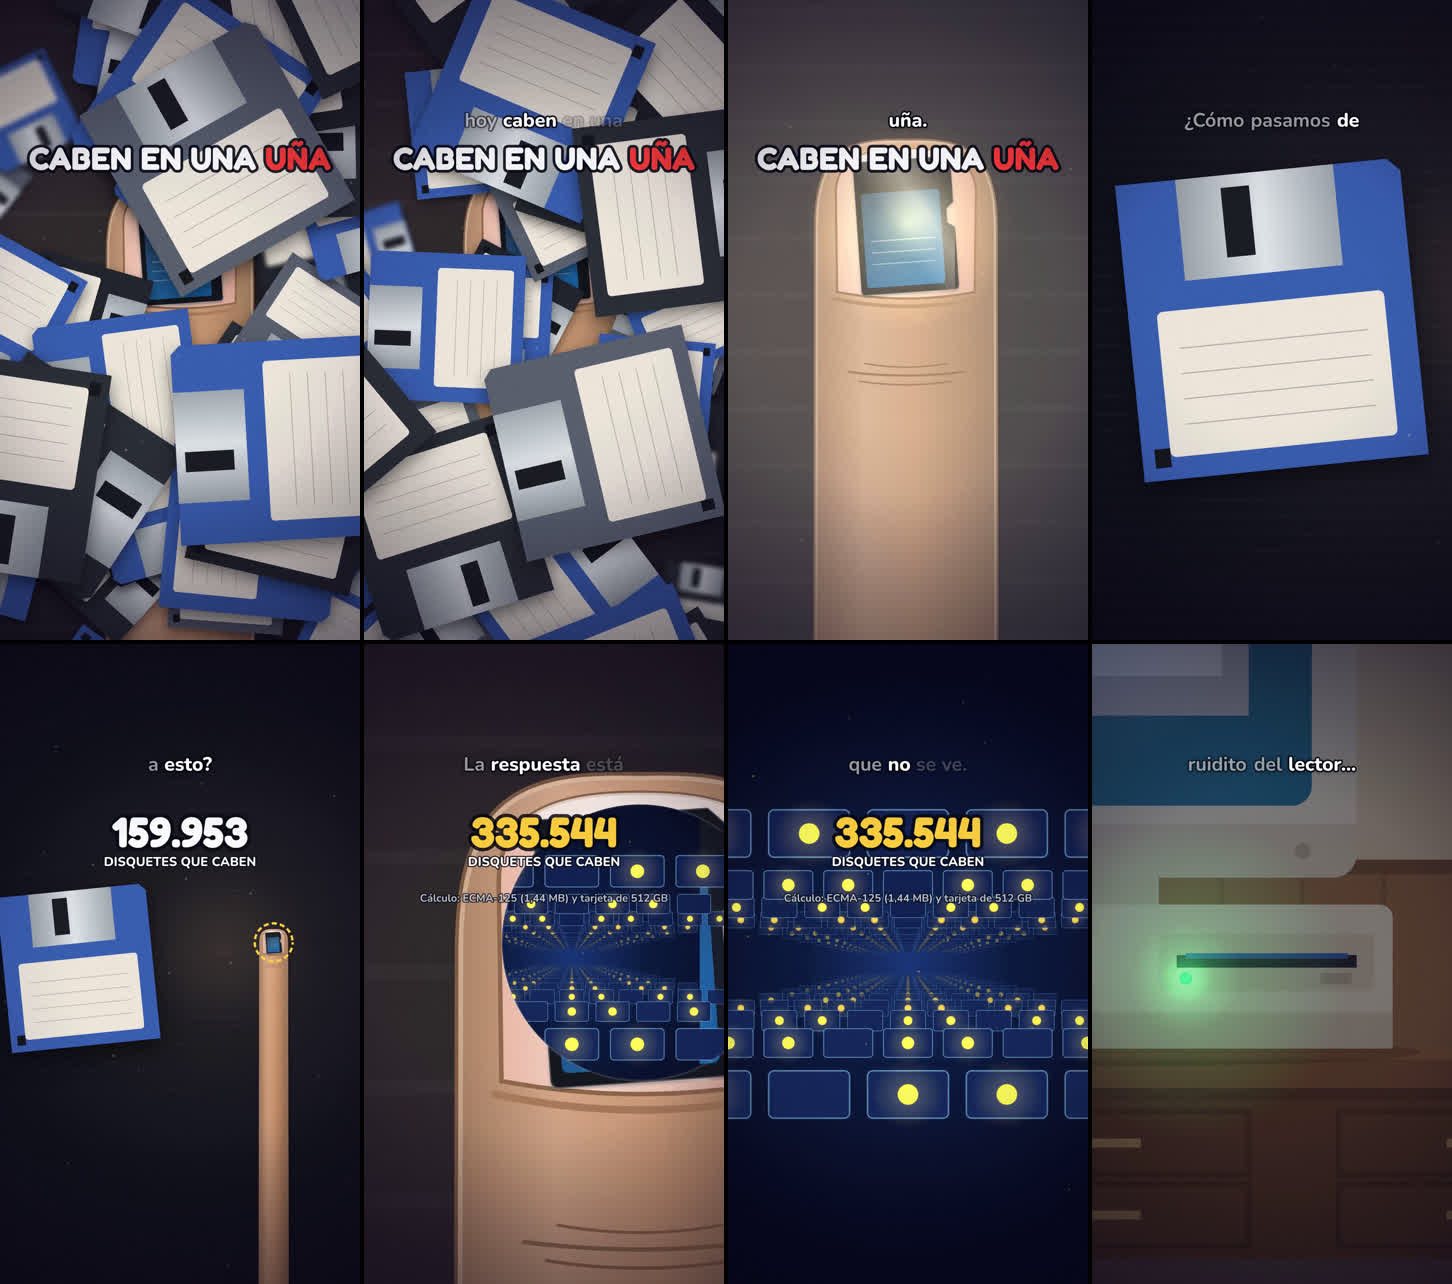 CABEN EN UNA UÑA
hoy caben en una
CABEN EN UNA UÑA
uña.
CABEN EN UNA UÑA
¿Cómo pasamos de
a esto?
159.953
DISQUETES QUE CABEN
La respuesta está
335.544
DISQUETES QUE CABEN
Cálculo: ECMA-125 (1,44 MB) y tarjeta de 512 GB
que no se ve.
335.544
DISQUETES QUE CABEN
Cálculo: ECMA-125 (1,44 MB) y tarjeta de 512 GB
ruidito del lector...